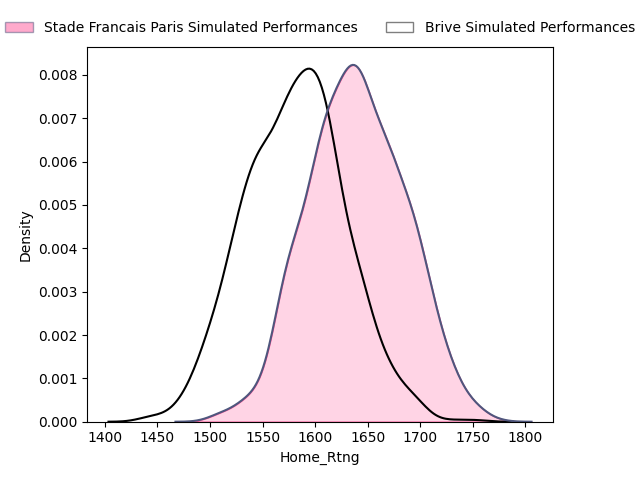 Stade Francais Paris Simulated Performances
Brive Simulated Performances
0.008
0.007
0.006
0.005
0.004
0.003
0.002
0.001
0.000
Density
1400 1450 1500 1550 1600 1650 1700 1750 1800
Home_Rtng